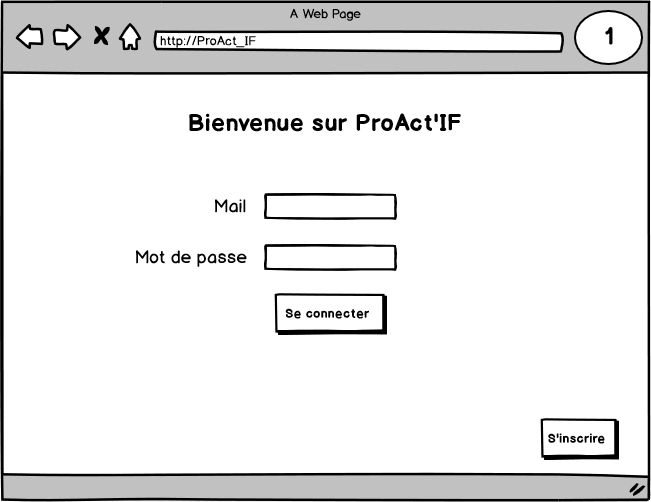 A Web Page
http://ProAct_IF
1
Bienvenue sur ProAct'IF
Mail
Mot de passe
Se connecter
S'inscrire